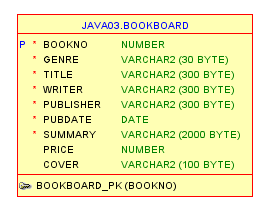 JAVA03.BOOKBOARD
P * BOOKNO NUMBER
* GENRE VARCHAR2 (30 BYTE)
* TITLE VARCHAR2 (300 BYTE)
* WRITER VARCHAR2 (300 BYTE)
* PUBLISHER VARCHAR2 (300 BYTE)
* PUBDATE DATE
* SUMMARY VARCHAR2 (2000 BYTE)
PRICE NUMBER
COVER VARCHAR2 (100 BYTE)
BOOKBOARD_PK (BOOKNO)